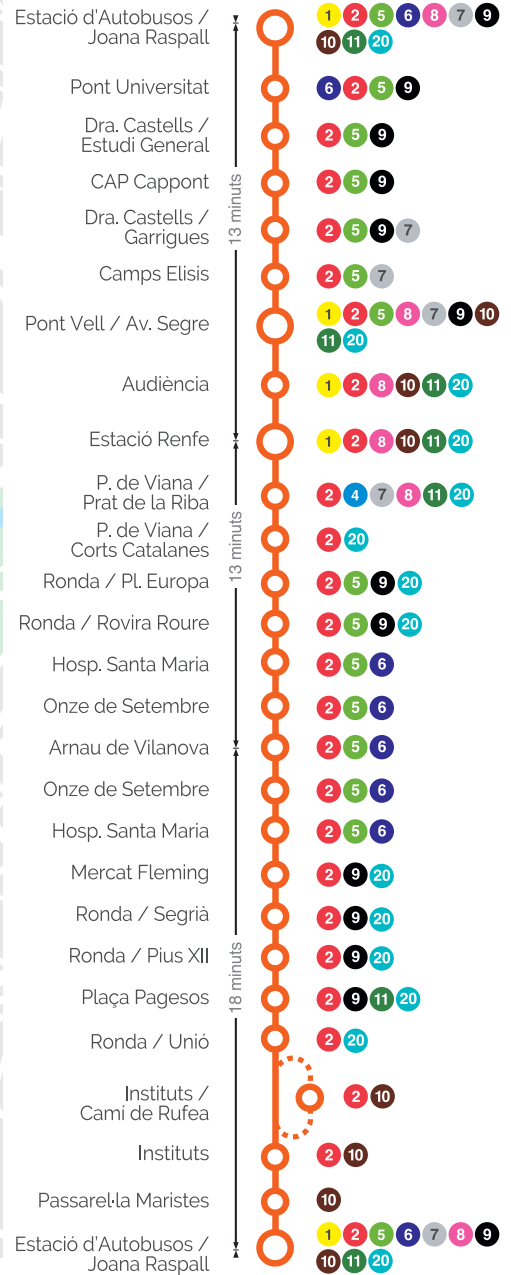 Estació d'Autobusos /
Joana Raspall
1 2 5 6 8 7 9
10 11 20
Pont Universitat
6 2 5 9
Dra. Castells /
Estudi General
2 5 9
CAP Cappont
2 5 9
13 minuts
Dra. Castells /
Garrigues
2 5 9 7
Camps Elisis
2 5 7
Pont Vell / Av. Segre
1 2 5 8 7 9 10
11 20
Audiència
1 2 8 10 11 20
Estació Renfe
1 2 8 10 11 20
P. de Viana /
Prat de la Riba
2 4 7 8 11 20
P. de Viana /
Corts Catalanes
2 20
13 minuts
Ronda / Pl. Europa
2 5 9 20
Ronda / Rovira Roure
2 5 9 20
Hosp. Santa Maria
2 5 6
Onze de Setembre
2 5 6
Arnau de Vilanova
2 5 6
Onze de Setembre
2 5 6
Hosp. Santa Maria
2 5 6
Mercat Fleming
2 9 20
Ronda / Segrià
2 9 20
Ronda / Pius XII
2 9 20
18 minuts
Plaça Pagesos
2 9 11 20
Ronda / Unió
2 20
Instituts /
Camí de Rufea
2 10
Instituts
2 10
Passarel·la Maristes
10
Estació d'Autobusos /
Joana Raspall
1 2 5 6 7 8 9
10 11 20